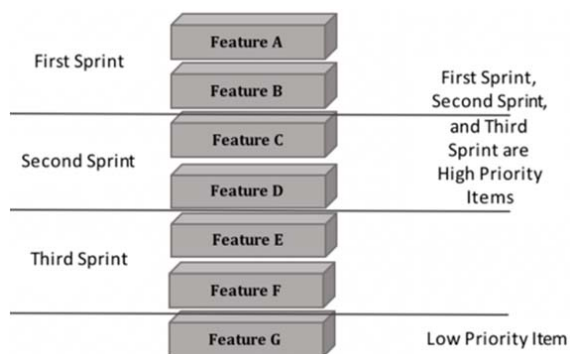 Feature A
First Sprint
Feature B
First Sprint,
Second Sprint,
and Third
Sprint are
High Priority
Items
Feature C
Second Sprint
Feature D
Feature E
Third Sprint
Feature F
Feature G
Low Priority Item